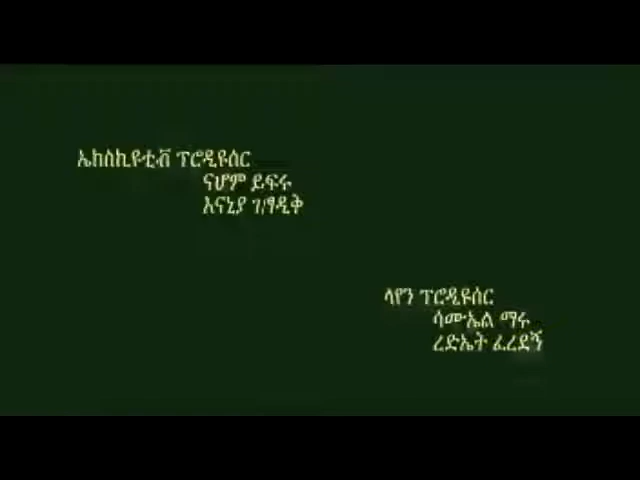 ኤክስኪዩቲቭ ፕሮዲዩሰር
ናሆም ይፍሩ
እናኒያ ገ/ፃዲቅ
ላየን ፕሮዲዩሰር
ሳሙኤል ማሩ
ረድኤት ፈረደኝ